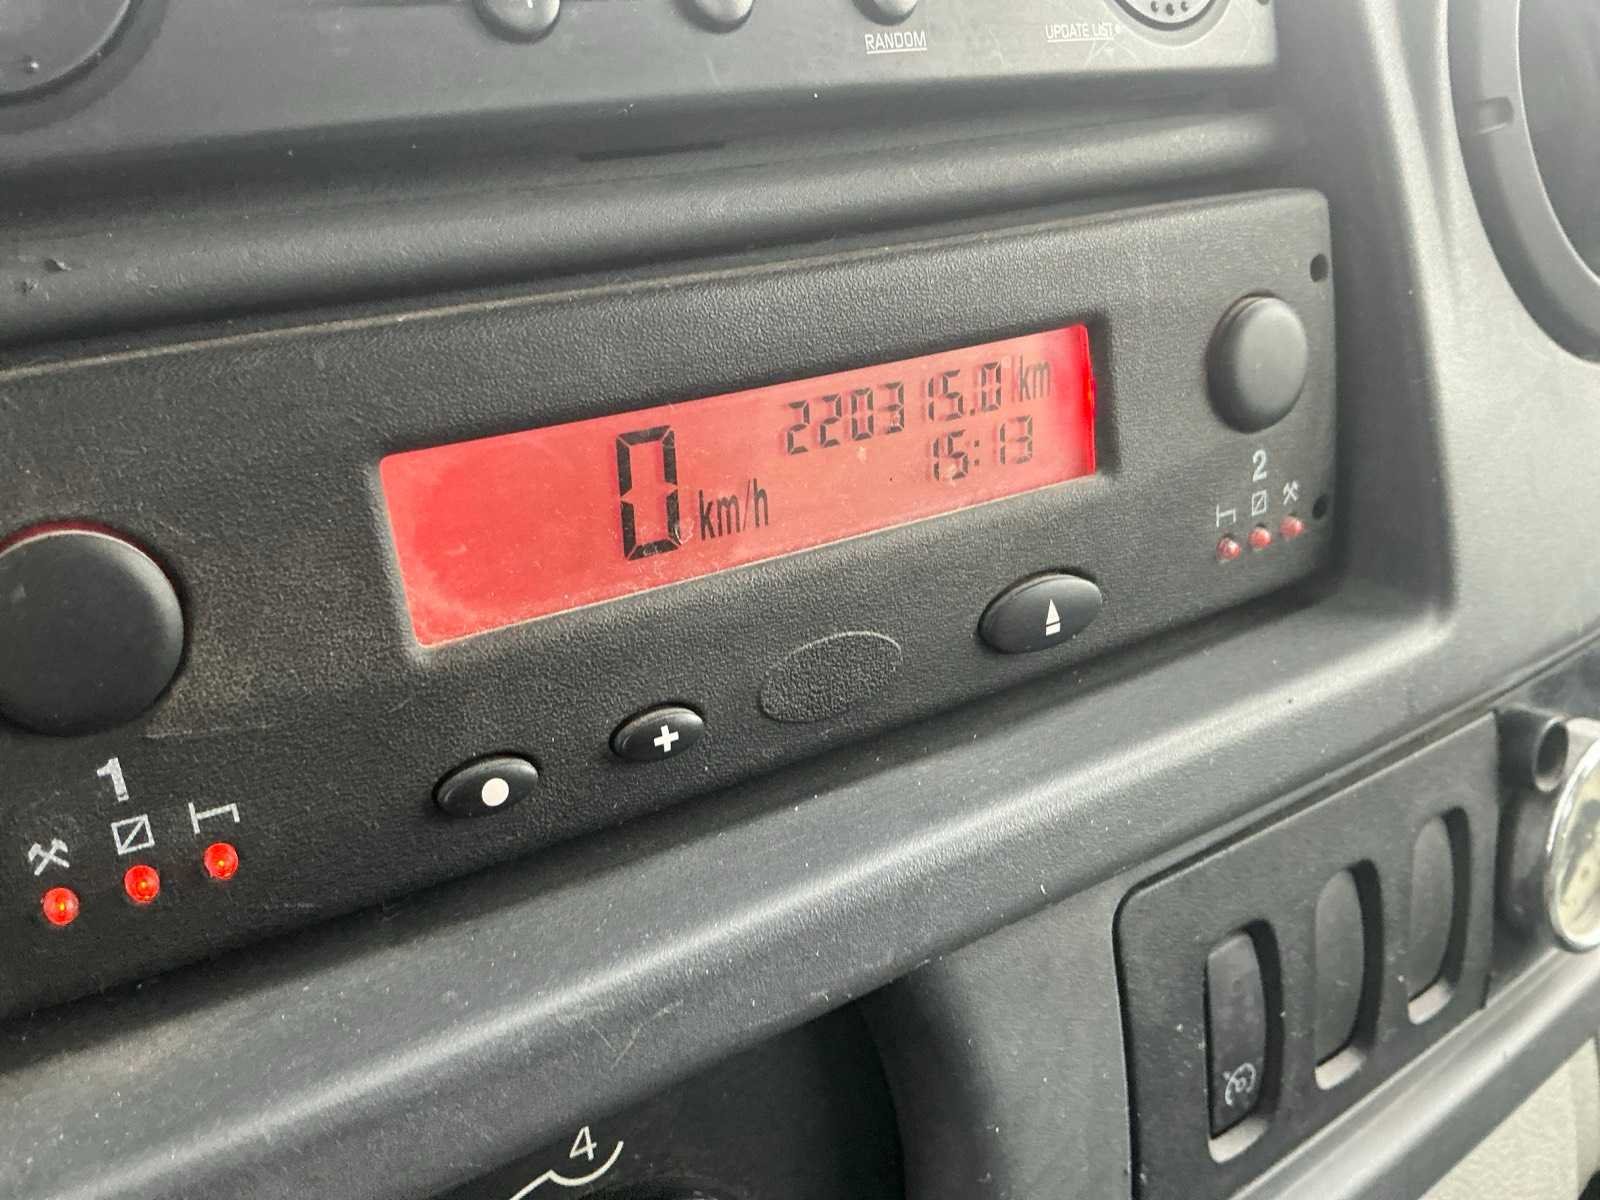 RANDOM
UPDATE LIST
220315.0 km
0 km/h
15:13
2
1
4